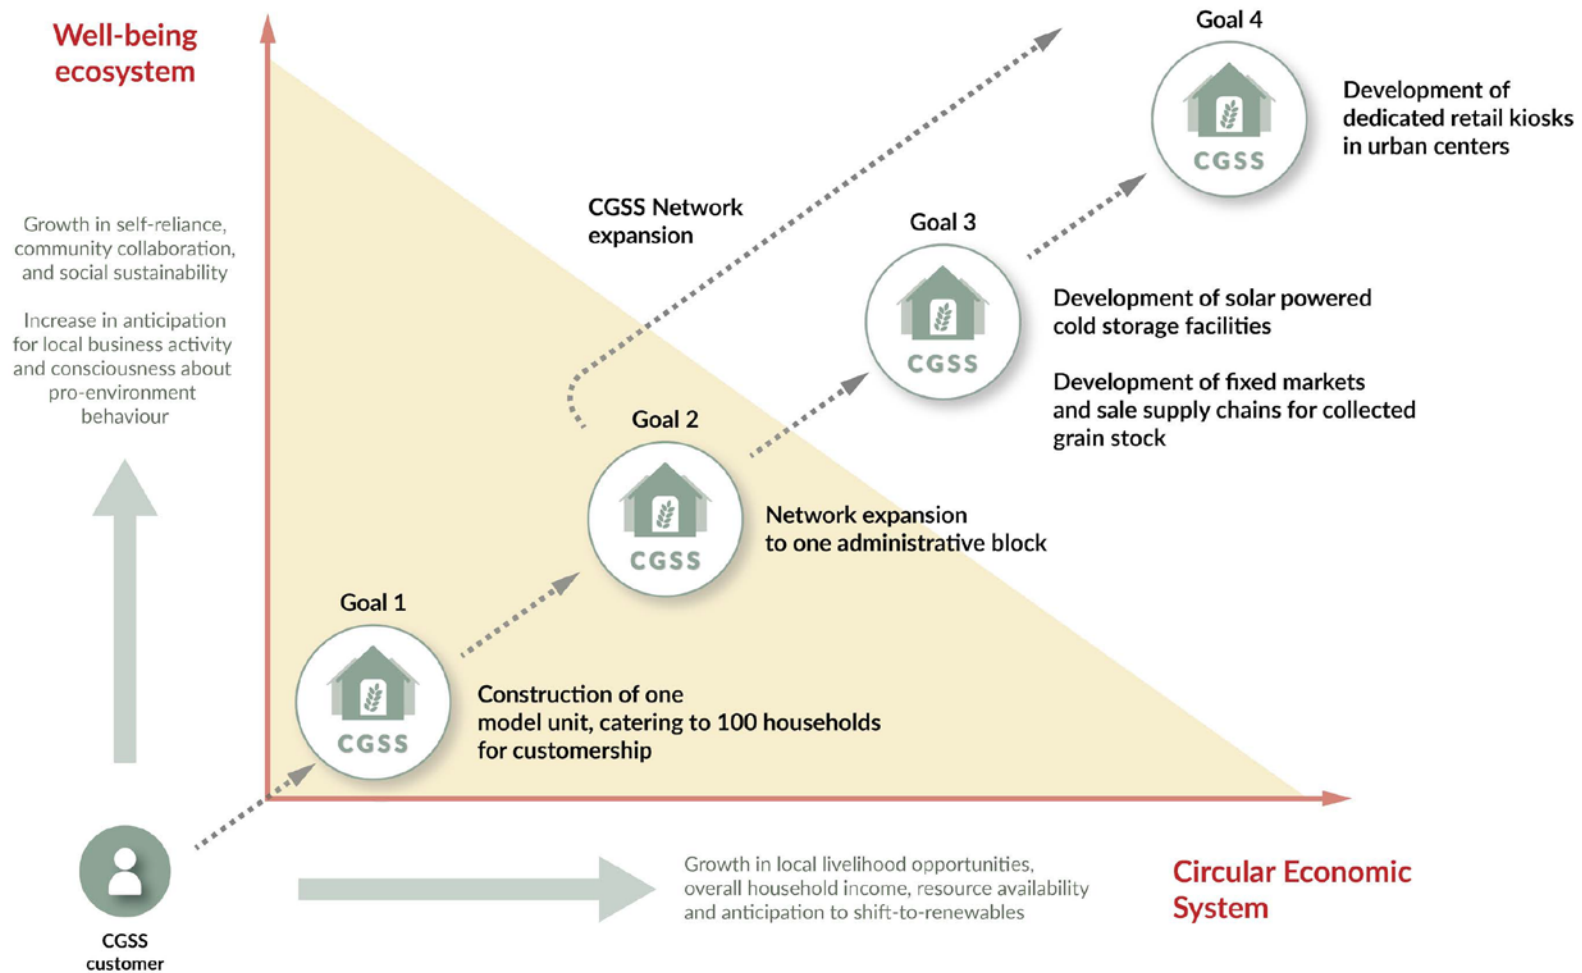 Well-being
ecosystem
Growth in self-reliance,
community collaboration,
and social sustainability
Increase in anticipation
for local business activity
and consciousness about
pro-environment
behaviour
CGSS
customer
Goal 1
CGSS
Construction of one
model unit, catering to 100 households
for customership
Goal 2
CGSS
Network expansion
to one administrative block
CGSS Network
expansion
Goal 3
CGSS
Development of solar powered
cold storage facilities
Development of fixed markets
and sale supply chains for collected
grain stock
Goal 4
CGSS
Development of
dedicated retail kiosks
in urban centers
Growth in local livelihood opportunities,
overall household income, resource availability
and anticipation to shift-to-renewables
Circular Economic
System